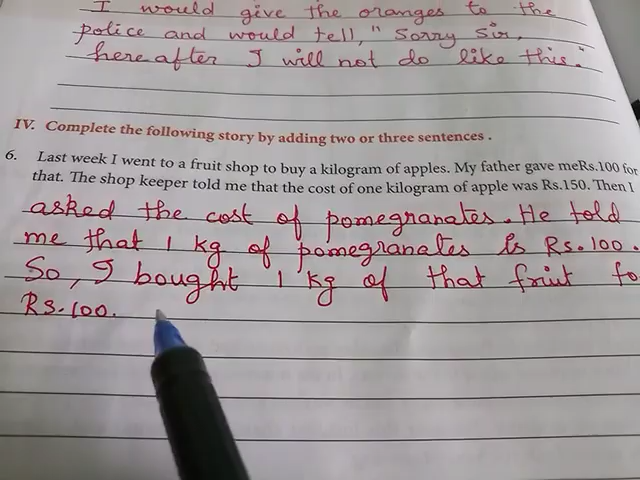 I would give the oranges to the
police and would tell, "Sorry Sir,
here after I will not do like this."
IV. Complete the following story by adding two or three sentences .
6. Last week I went to a fruit shop to buy a kilogram of apples. My father gave meRs.100 for
that. The shop keeper told me that the cost of one kilogram of apple was Rs.150. Then I
asked the cost of pomegranates. He told
me that 1 kg of pomegranates is Rs.100.
So, I bought 1 kg of that fruit fo
Rs.100.